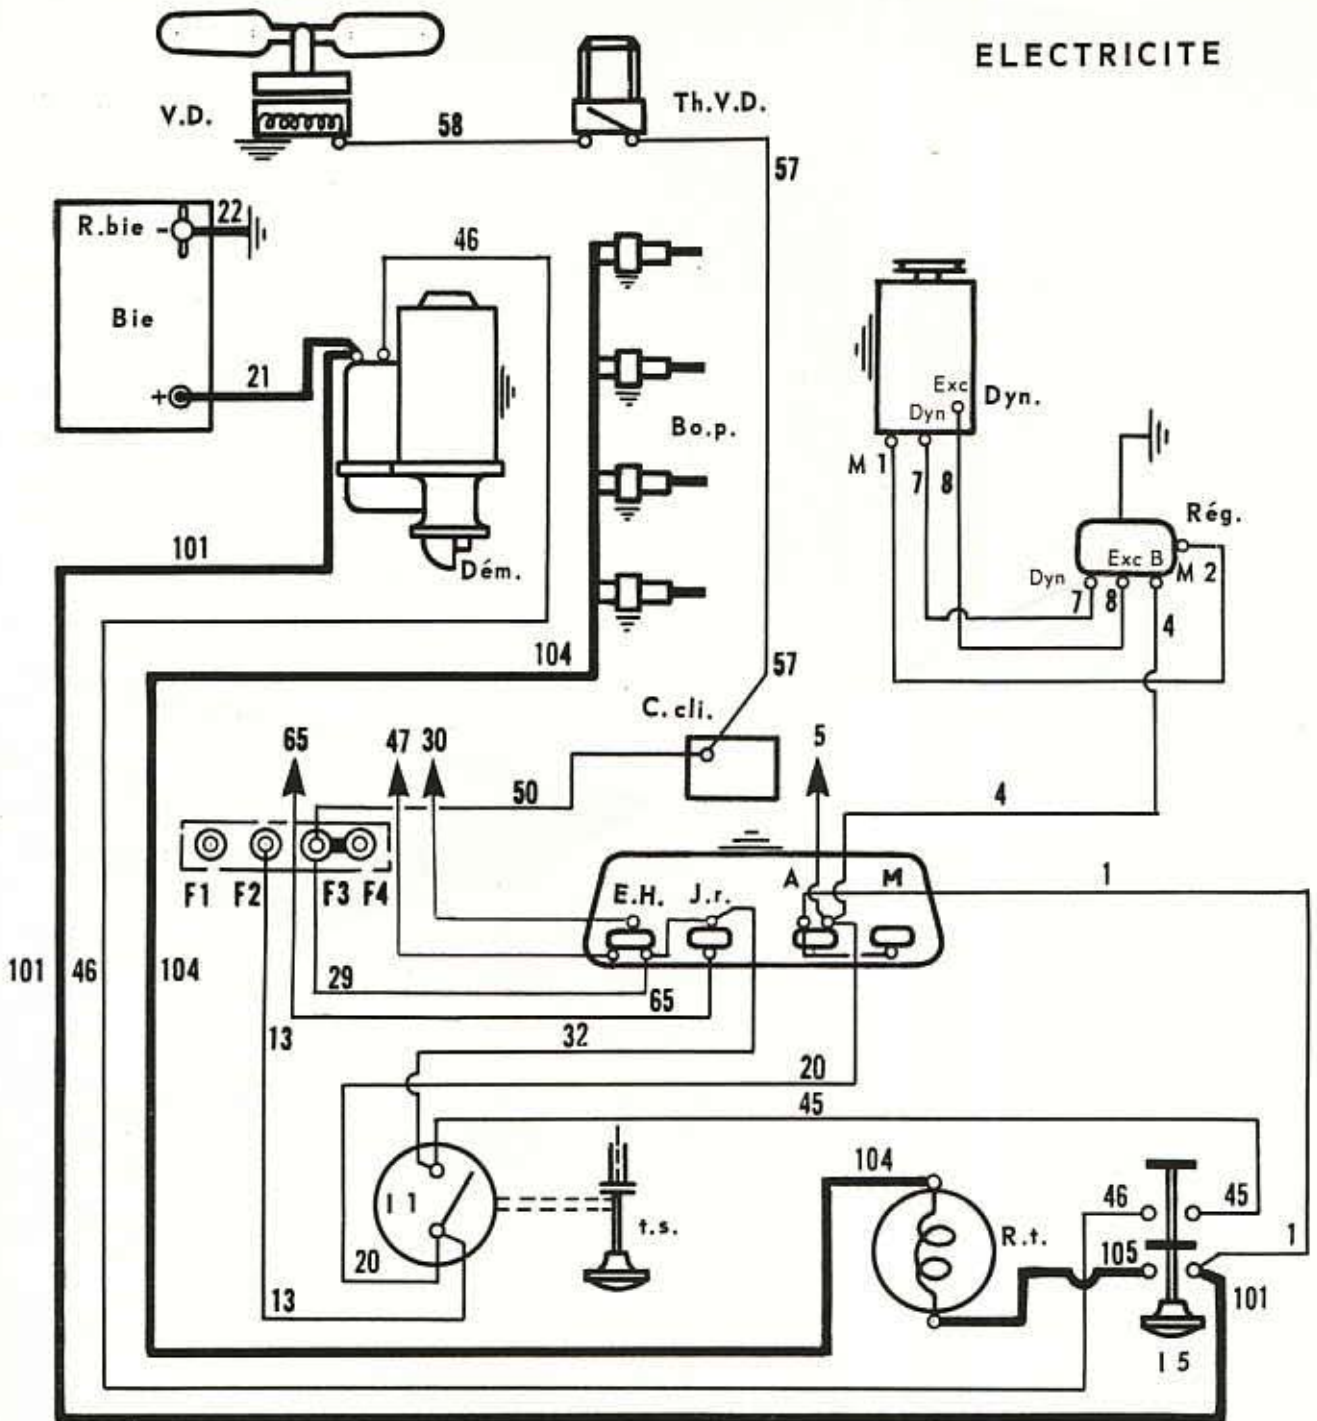 ELECTRICITE
V.D.
58
Th.V.D.
57
R.bie -
22
46
Bie
+
21
Bo.p.
Exc
Dyn
Dyn.
M 1
7
8
Rég.
Exc B
Dyn
M 2
7
8
4
101
Dém.
104
57
C.cli.
65
47
30
5
50
4
F1
F2
F3
F4
E.H.
J.r.
A
M
1
101
46
104
29
65
13
32
20
45
I 1
t.s.
104
46
45
R.t.
1
20
105
13
101
I 5